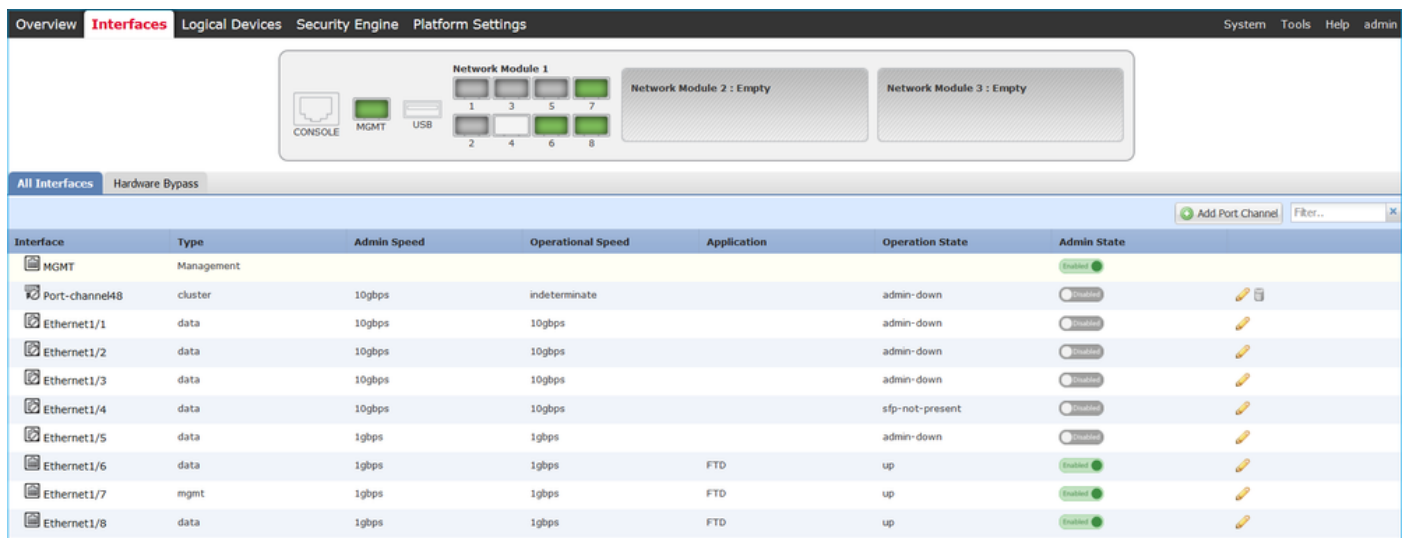 Overview Interfaces Logical Devices Security Engine Platform Settings System Tools Help admin
Network Module 1
Network Module 2 : Empty
Network Module 3 : Empty
CONSOLE MGMT USB
1 3 5 7
2 4 6 8
All Interfaces Hardware Bypass
Add Port Channel Filter..
Interface Type Admin Speed Operational Speed Application Operation State Admin State
MGMT Management Enabled
Port-channel48 cluster 10gbps indeterminate admin-down Disabled
Ethernet1/1 data 10gbps 10gbps admin-down Disabled
Ethernet1/2 data 10gbps 10gbps admin-down Disabled
Ethernet1/3 data 10gbps 10gbps admin-down Disabled
Ethernet1/4 data 10gbps 10gbps sfp-not-present Disabled
Ethernet1/5 data 1gbps 1gbps admin-down Disabled
Ethernet1/6 data 1gbps 1gbps FTD up Enabled
Ethernet1/7 mgmt 1gbps 1gbps FTD up Enabled
Ethernet1/8 data 1gbps 1gbps FTD up Enabled